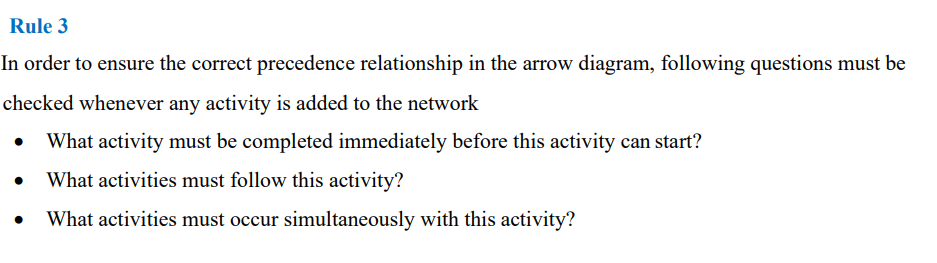 Rule 3
In order to ensure the correct precedence relationship in the arrow diagram, following questions must be
checked whenever any activity is added to the network
• What activity must be completed immediately before this activity can start?
• What activities must follow this activity?
• What activities must occur simultaneously with this activity?